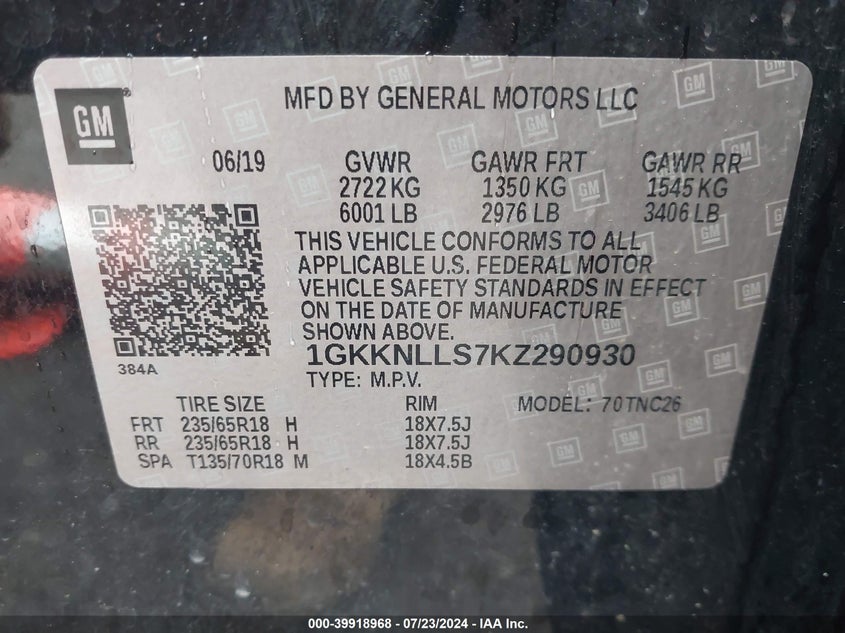 GM
MFD BY GENERAL MOTORS LLC
06/19 GVWR GAWR FRT GAWR RR
2722 KG 1350 KG 1545 KG
6001 LB 2976 LB 3406 LB
THIS VEHICLE CONFORMS TO ALL
APPLICABLE U.S. FEDERAL MOTOR
VEHICLE SAFETY STANDARDS IN EFFECT
ON THE DATE OF MANUFACTURE
SHOWN ABOVE.
384A
1GKKNLLS7KZ290930
TYPE: M.P.V.
TIRE SIZE RIM MODEL: 70TNC26
FRT 235/65R18 H 18X7.5J
RR 235/65R18 H 18X7.5J
SPA T135/70R18 M 18X4.5B
000-39918968 - 07/23/2024 - IAA Inc.